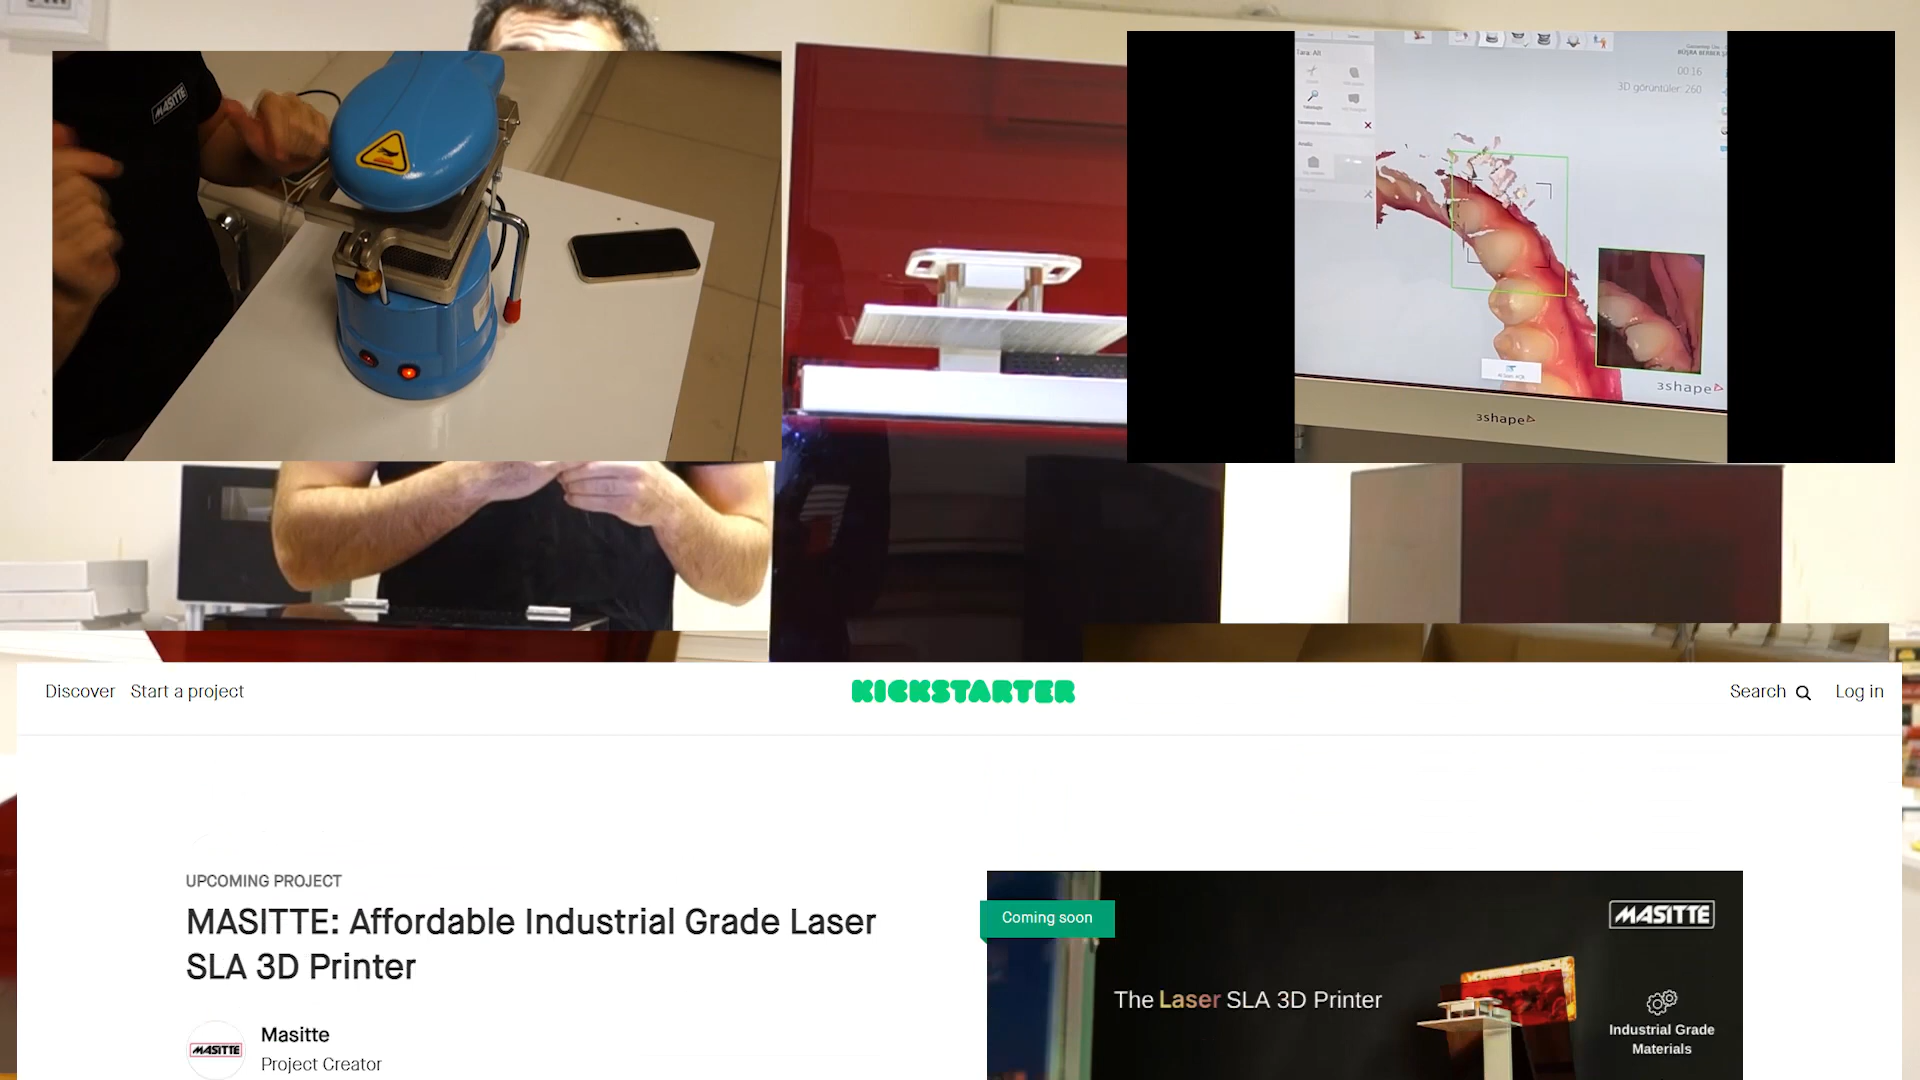 MASITTE
Tara: Alt
00:16
3D görüntüler: 260
3shape
3shape
Discover Start a project
KICKSTARTER
Search
Log in
UPCOMING PROJECT
MASITTE: Affordable Industrial Grade Laser
SLA 3D Printer
MASITTE
Masitte
Project Creator
Coming soon
MASITTE
The Laser SLA 3D Printer
Industrial Grade
Materials